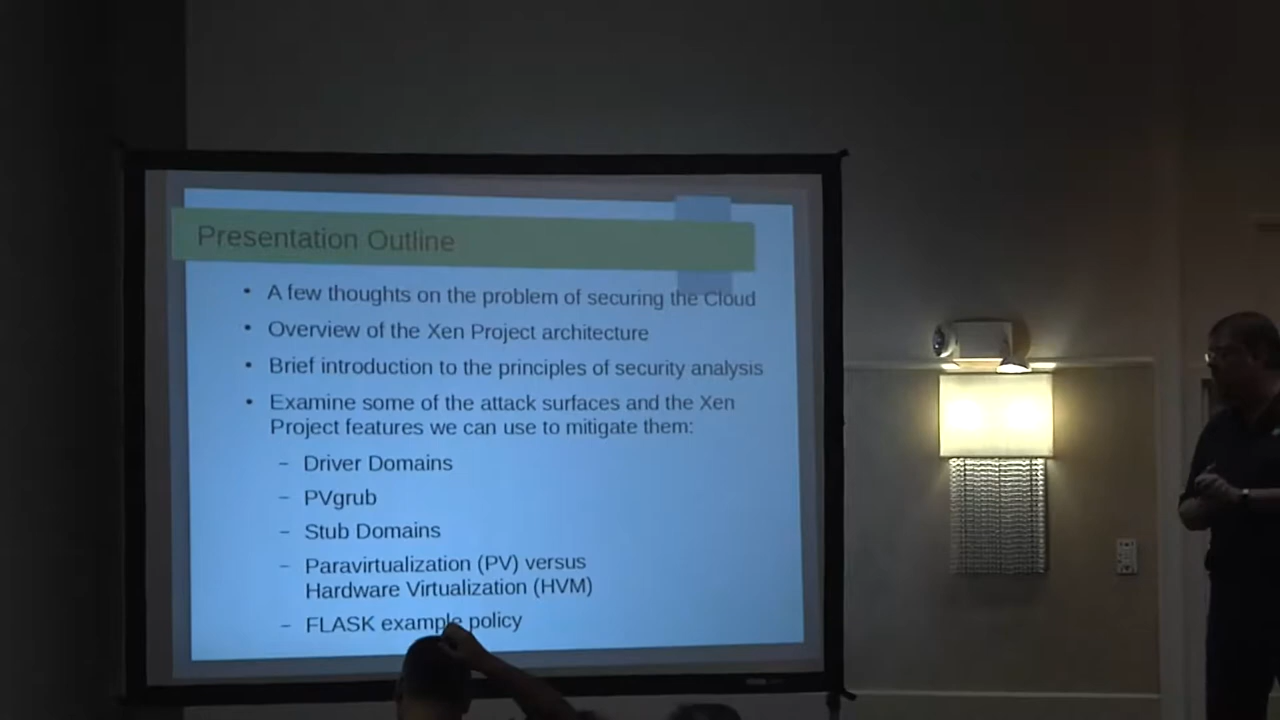 Presentation Outline
• A few thoughts on the problem of securing the Cloud
• Overview of the Xen Project architecture
• Brief introduction to the principles of security analysis
• Examine some of the attack surfaces and the Xen
Project features we can use to mitigate them:
– Driver Domains
– PVgrub
– Stub Domains
– Paravirtualization (PV) versus
Hardware Virtualization (HVM)
– FLASK example policy